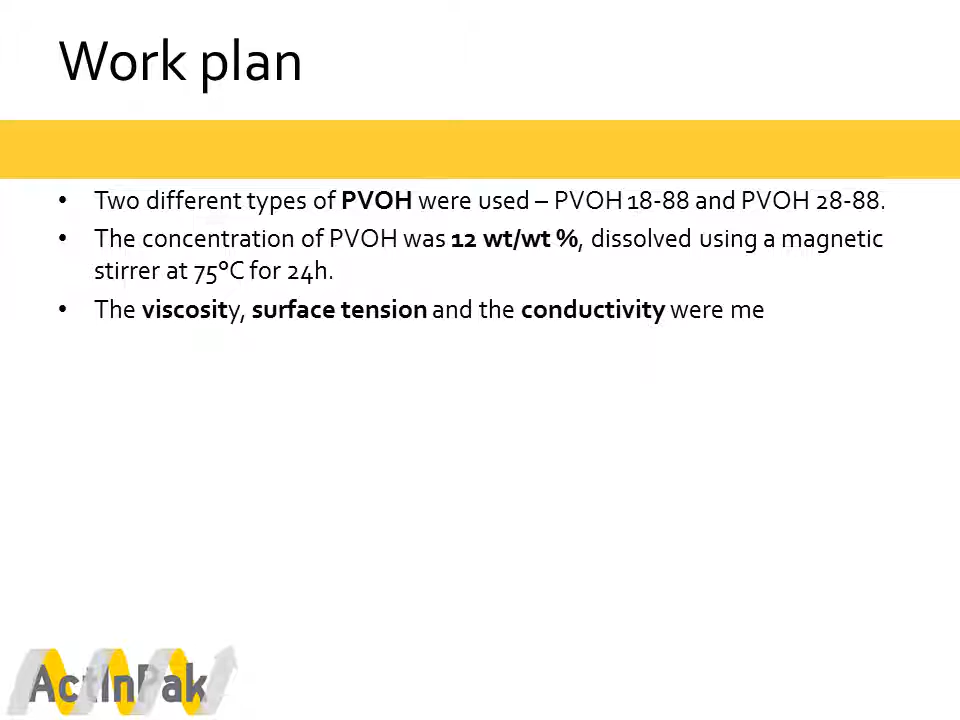 Work plan
• Two different types of PVOH were used – PVOH 18-88 and PVOH 28-88.
• The concentration of PVOH was 12 wt/wt %, dissolved using a magnetic
stirrer at 75°C for 24h.
• The viscosity, surface tension and the conductivity were me
ActInPak